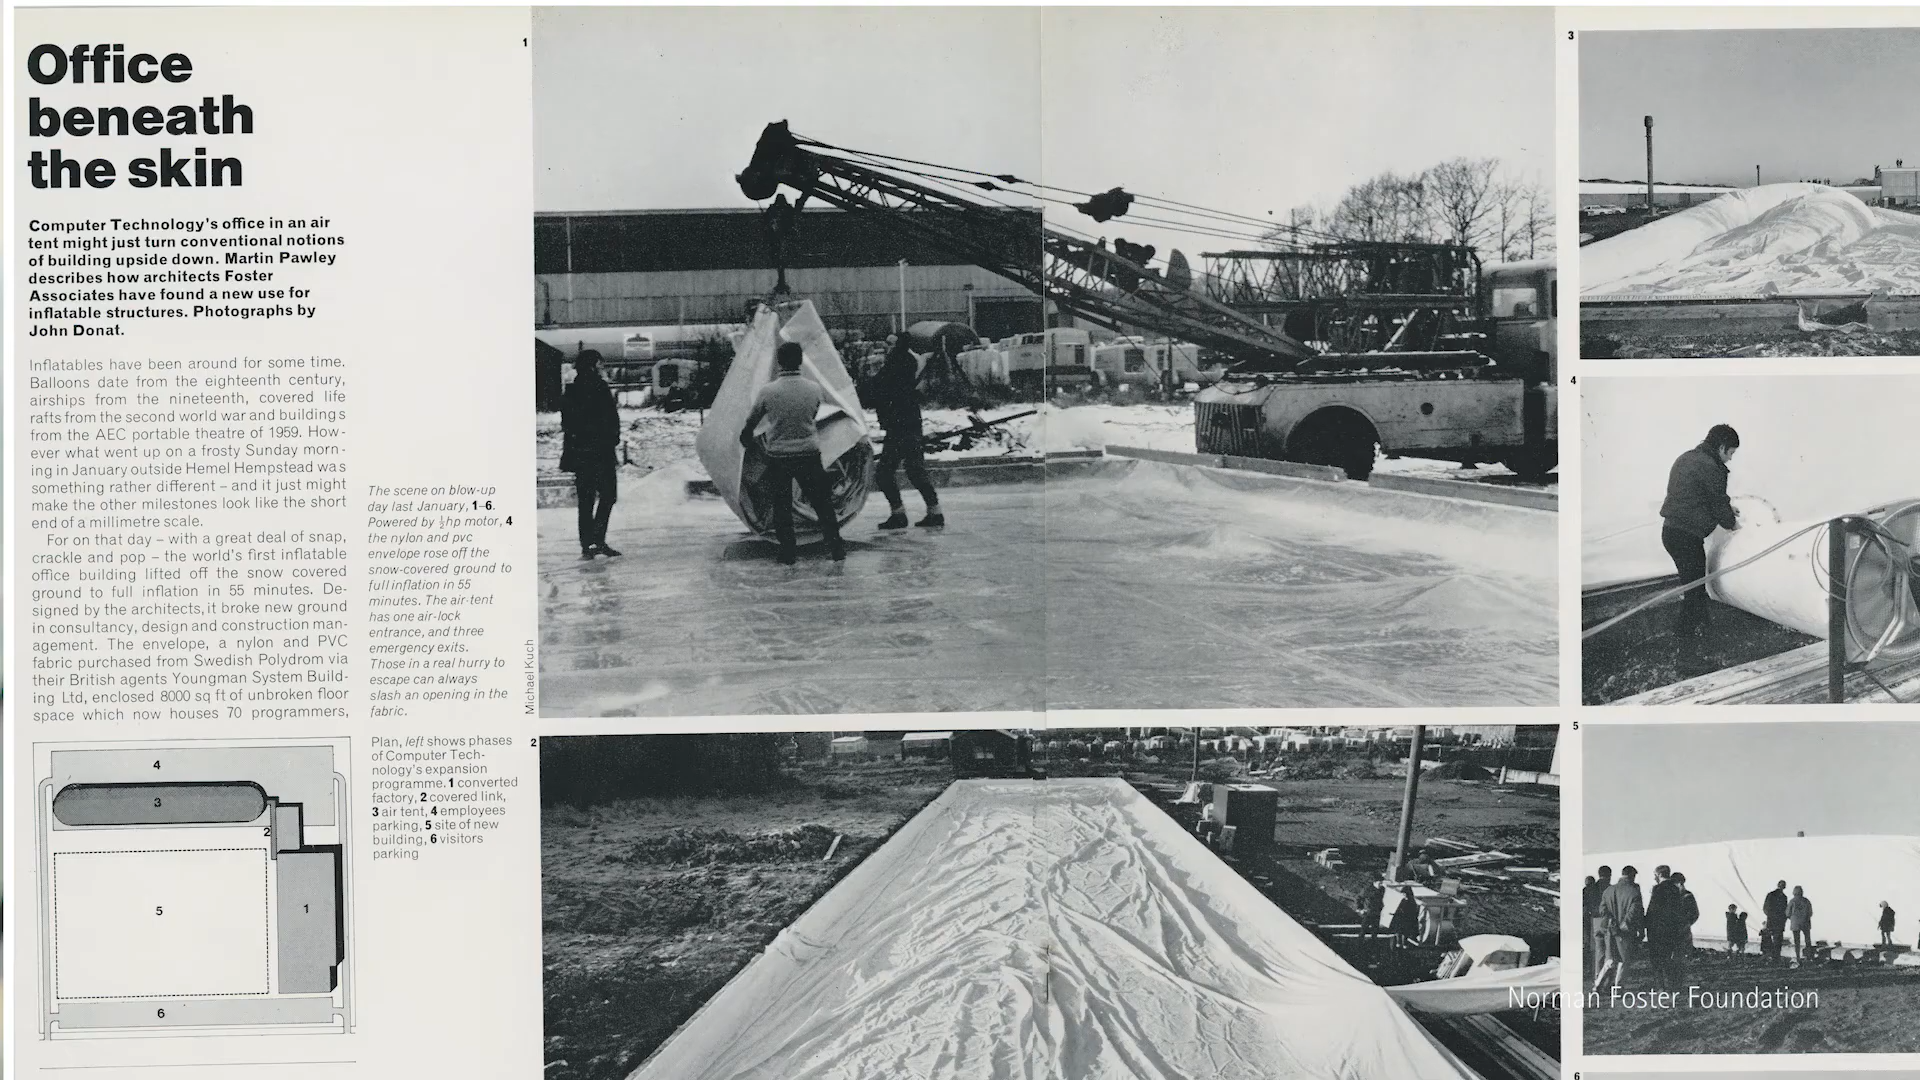 Office
beneath
the skin
Computer Technology's office in an air
tent might just turn conventional notions
of building upside down. Martin Pawley
describes how architects Foster
Associates have found a new use for
inflatable structures. Photographs by
John Donat.
Inflatables have been around for some time.
Balloons date from the eighteenth century,
airships from the nineteenth, covered life
rafts from the second world war and buildings
from the AEC portable theatre of 1959. How-
ever what went up on a frosty Sunday morn-
ing in January outside Hemel Hempstead was
something rather different – and it just might
make the other milestones look like the short
end of a millimetre scale.
For on that day – with a great deal of snap,
crackle and pop – the world's first inflatable
office building lifted off the snow covered
ground to full inflation in 55 minutes. De-
signed by the architects, it broke new ground
in consultancy, design and construction man-
agement. The envelope, a nylon and PVC
fabric purchased from Swedish Polydrom via
their British agents Youngman System Build-
ing Ltd, enclosed 8000 sq ft of unbroken floor
space which now houses 70 programmers,
The scene on blow-up
day last January, 1–6.
Powered by ½hp motor, 4
the nylon and pvc
envelope rose off the
snow-covered ground to
full inflation in 55
minutes. The air-tent
has one air-lock
entrance, and three
emergency exits.
Those in a real hurry to
escape can always
slash an opening in the
fabric.
Plan, left shows phases
of Computer Tech-
nology's expansion
programme. 1 converted
factory, 2 covered link,
3 air tent, 4 employees
parking, 5 site of new
building, 6 visitors
parking
4
3
2
5
1
6
1
Michael Kuch
2
3
4
5
6
Norman Foster Foundation